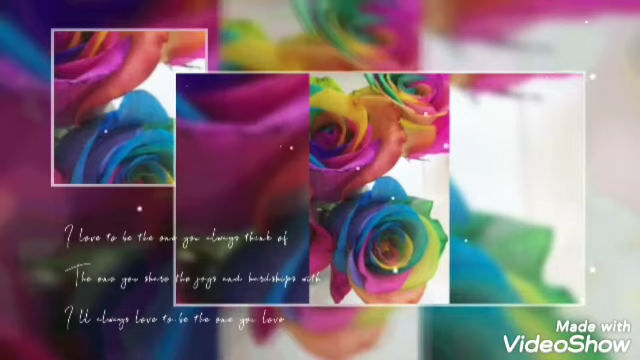 I love to be the one you always think of
The one you share the joys and hardships with
I'll always love to be the one you love
Made with
VideoShow